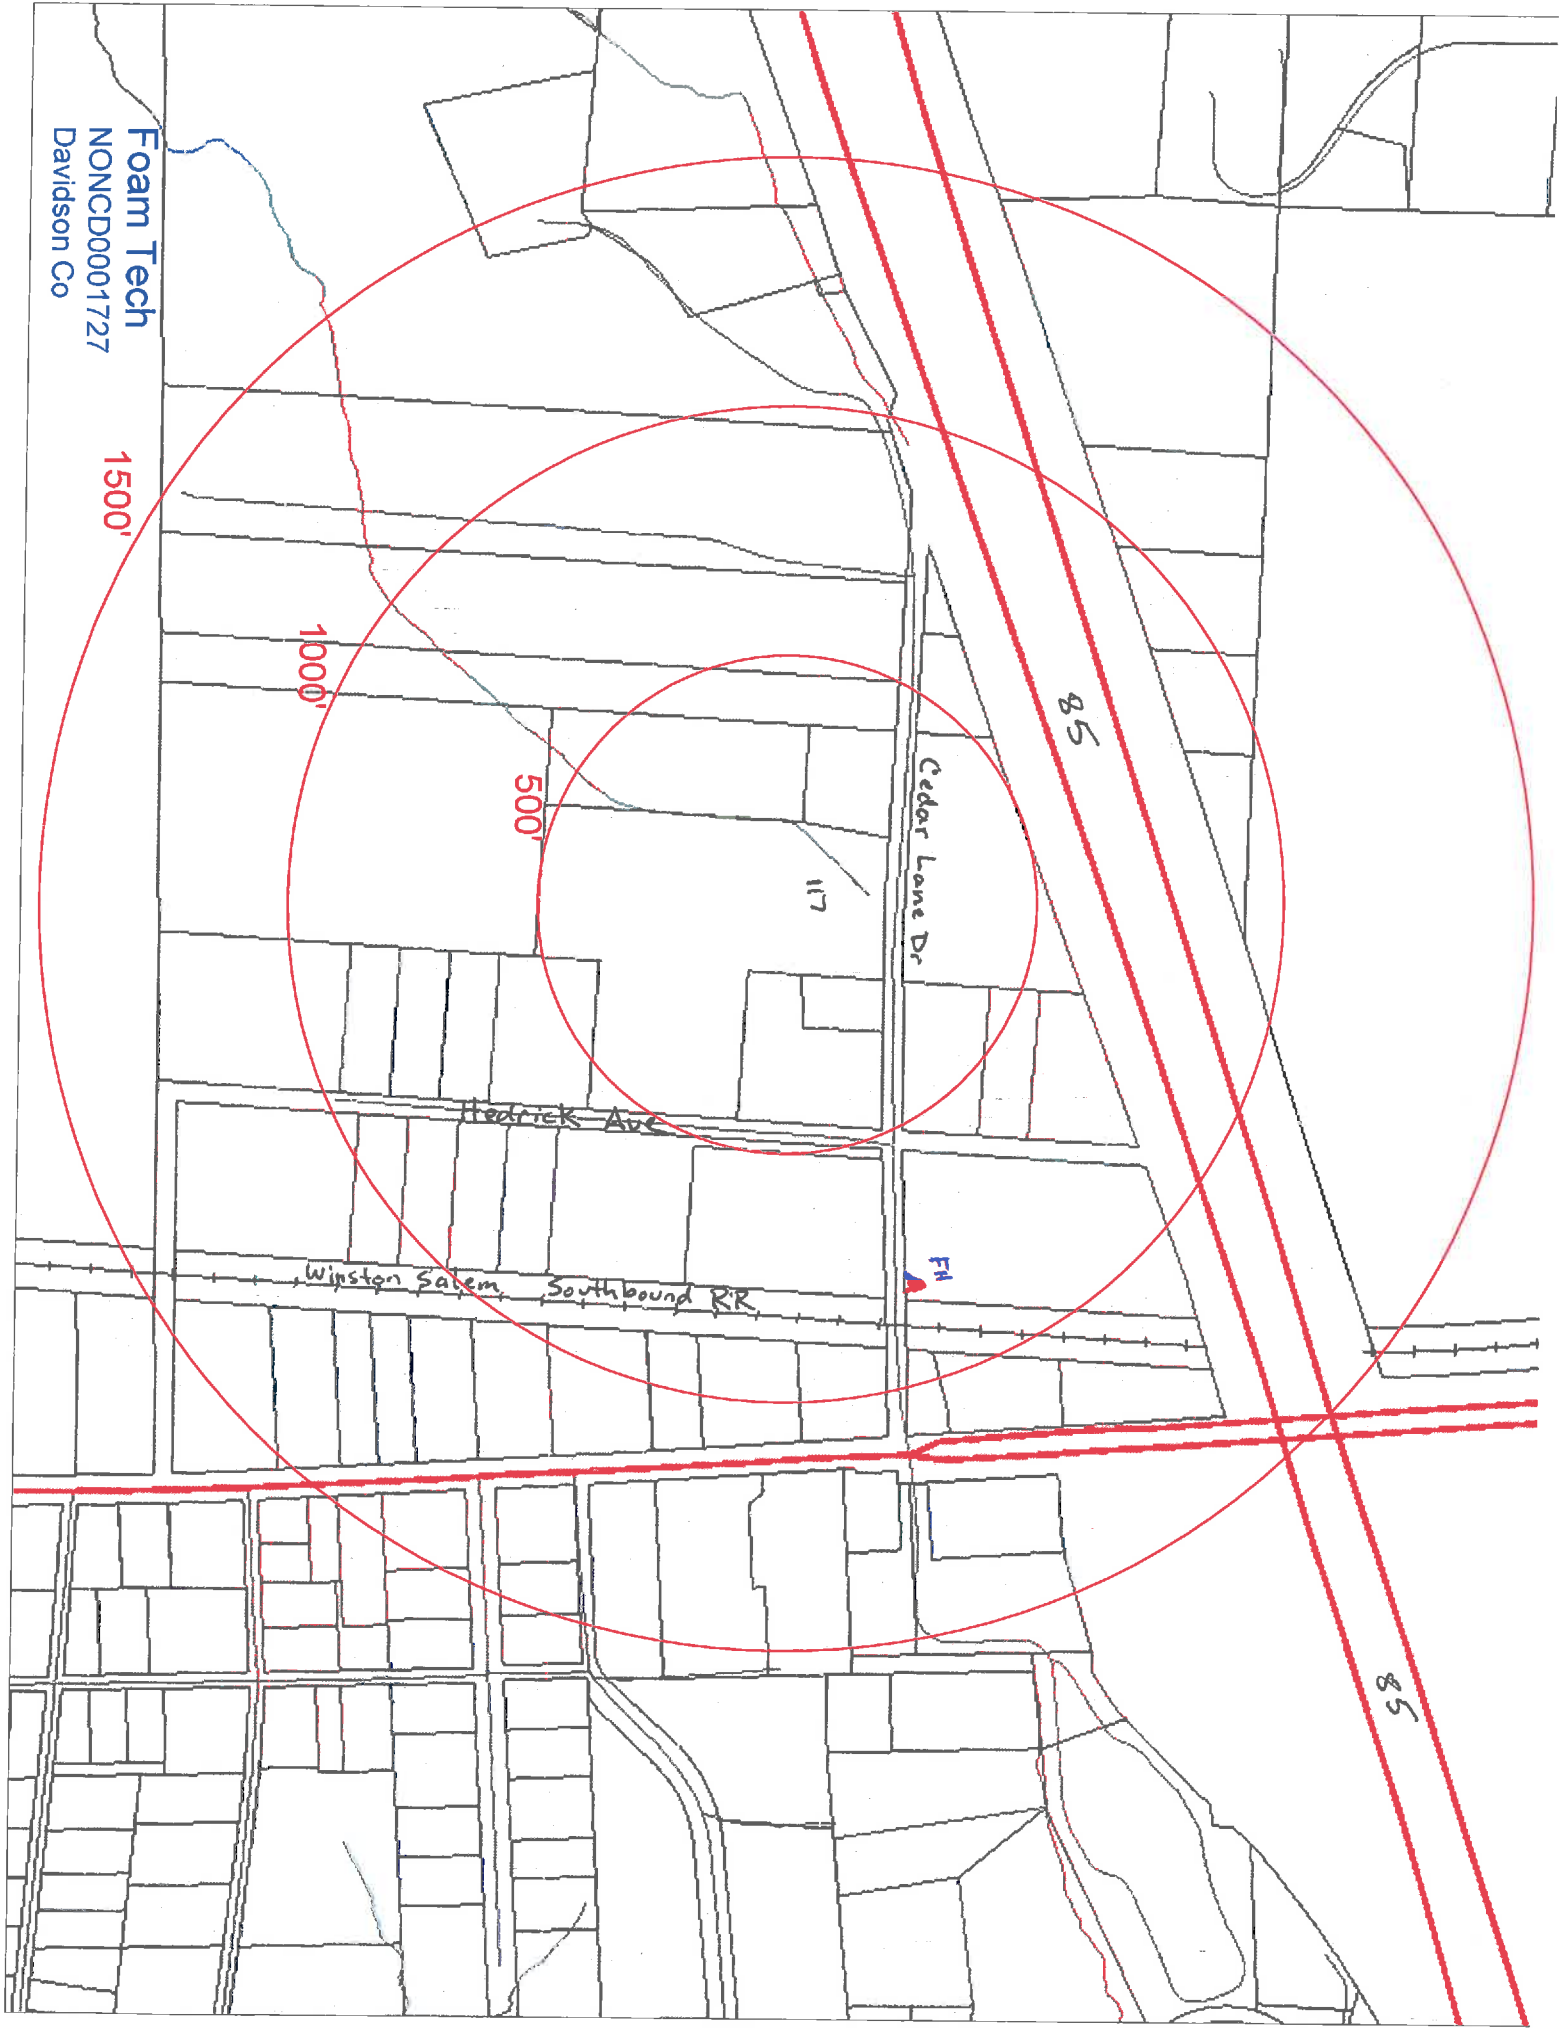 Foam Tech
NONCD0001727
Davidson Co
1500'
1000'
500'
85
Cedar Lane Dr
117
Hedrick Ave
FH
Winston Salem Southbound RR
85